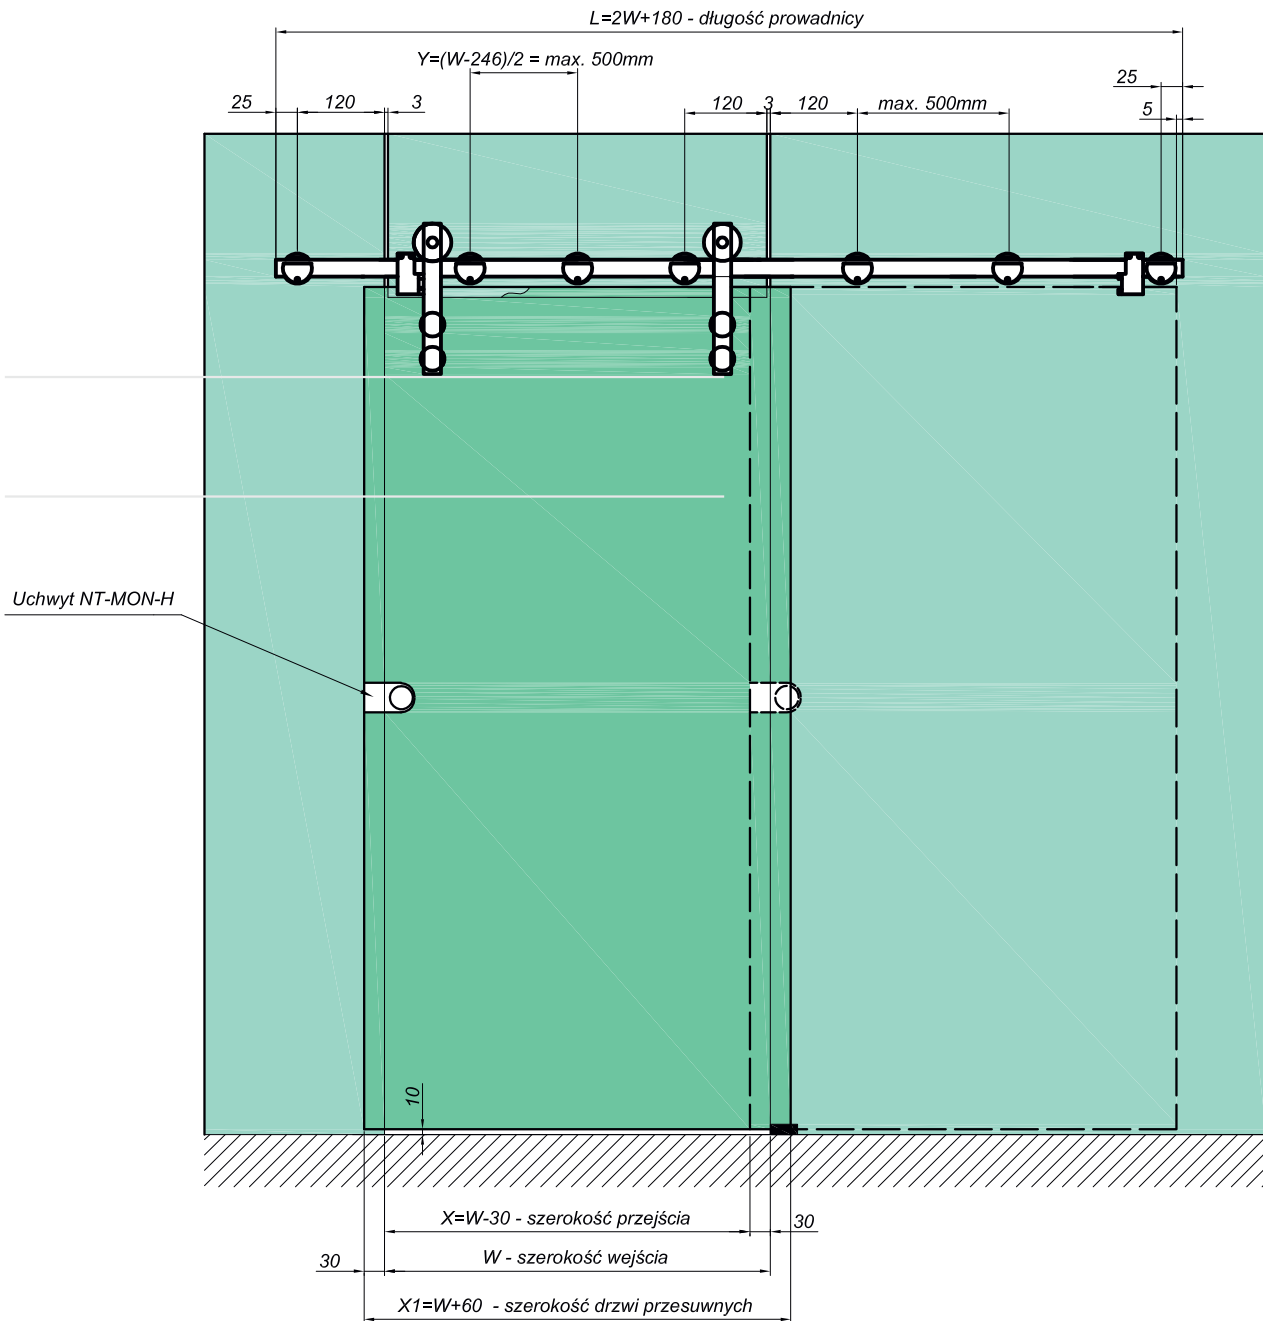 L=2W+180 - długość prowadnicy
Y=(W-246)/2 = max. 500mm
25 120 3 120 3 120 max. 500mm 25
5
Uchwyt NT-MON-H
10
X=W-30 - szerokość przejścia 30
30 W - szerokość wejścia
X1=W+60 - szerokość drzwi przesuwnych